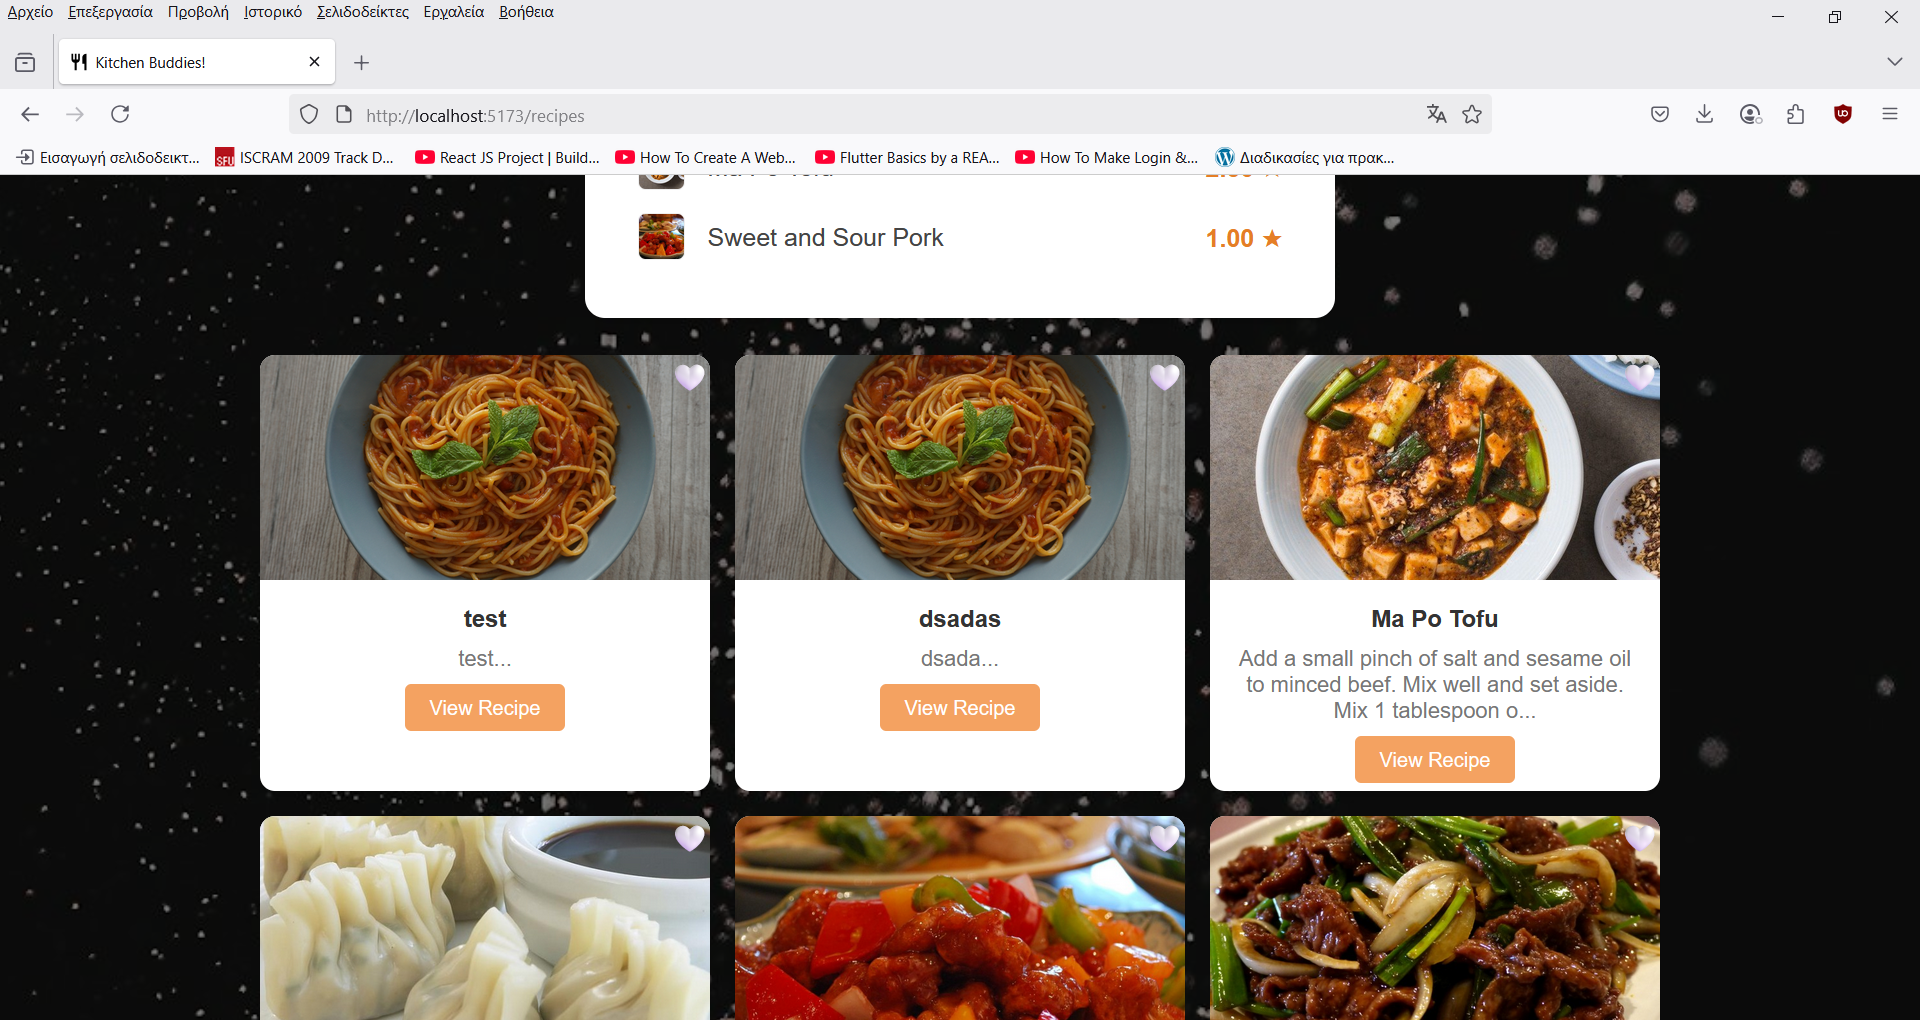 Αρχείο Επεξεργασία Προβολή Ιστορικό Σελιδοδείκτες Εργαλεία Βοήθεια
Kitchen Buddies!
http://localhost:5173/recipes
Εισαγωγή σελιδοδεικτ... SFU ISCRAM 2009 Track D... React JS Project | Build... How To Create A Web... Flutter Basics by a REA... How To Make Login &... Διαδικασίες για πρακ...
Sweet and Sour Pork 1.00 ★
test
test...
View Recipe
dsadas
dsada...
View Recipe
Ma Po Tofu
Add a small pinch of salt and sesame oil
to minced beef. Mix well and set aside.
Mix 1 tablespoon o...
View Recipe